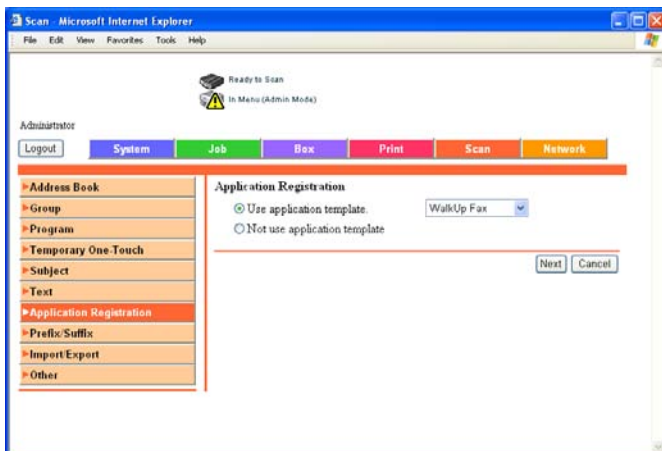 Scan - Microsoft Internet Explorer
File Edit View Favorites Tools Help
Ready to Scan
In Menu (Admin Mode)
Administrator
Logout System Job Box Print Scan Network
Address Book
Group
Program
Temporary One-Touch
Subject
Text
Application Registration
Prefix/Suffix
Import/Export
Other
Application Registration
Use application template. WalkUp Fax
Not use application template
Next Cancel